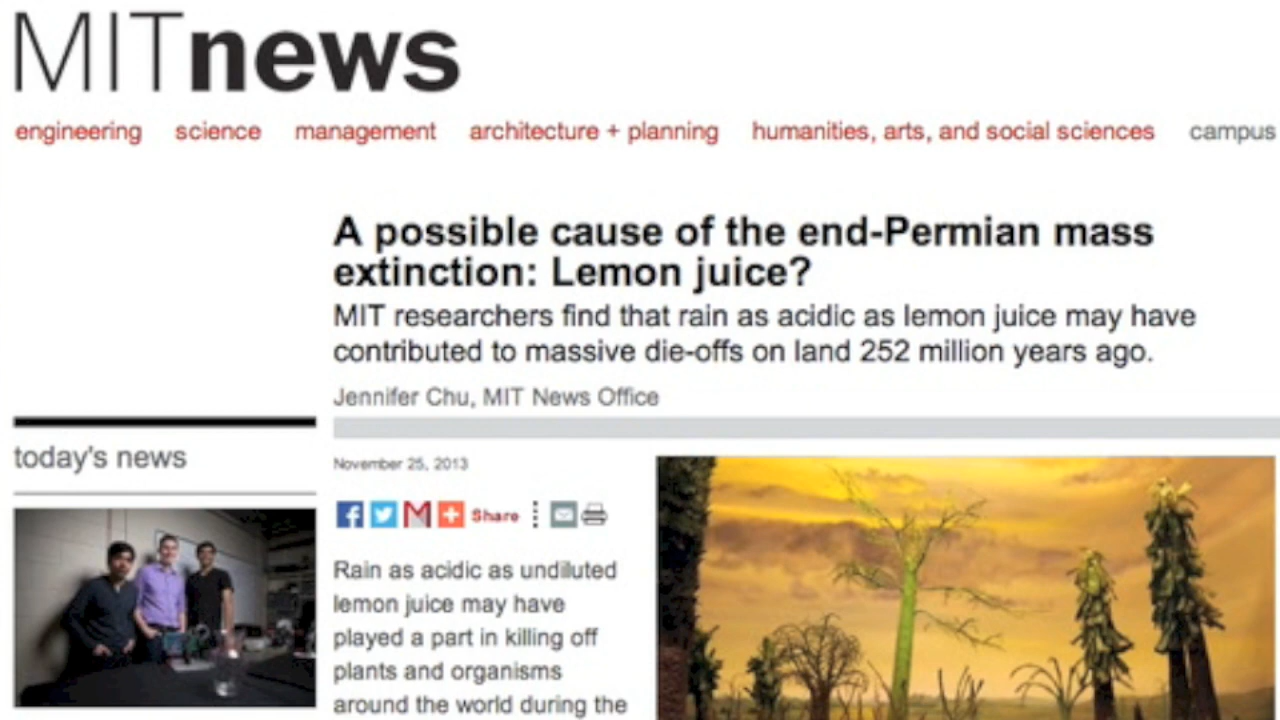 MITnews
engineering science management architecture + planning humanities, arts, and social sciences campus
A possible cause of the end-Permian mass
extinction: Lemon juice?
MIT researchers find that rain as acidic as lemon juice may have
contributed to massive die-offs on land 252 million years ago.
Jennifer Chu, MIT News Office
today's news
November 25, 2013
Share
Rain as acidic as undiluted
lemon juice may have
played a part in killing off
plants and organisms
around the world during the